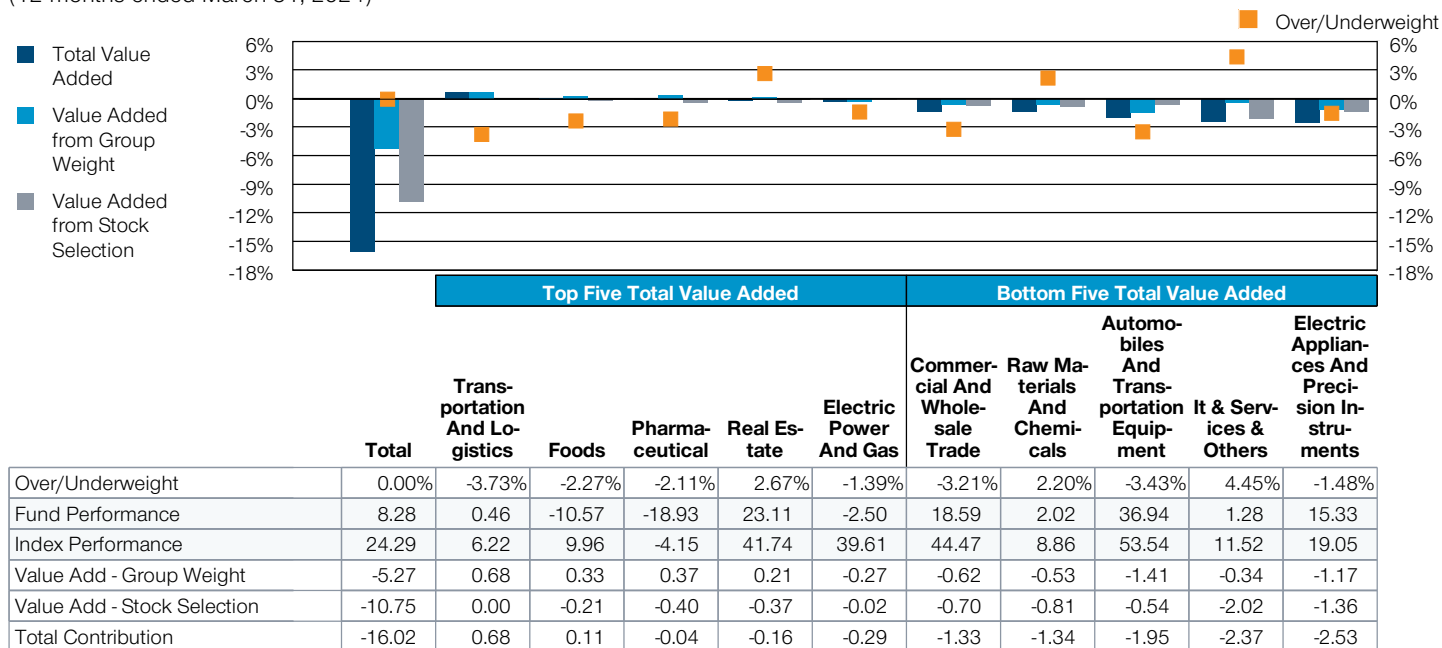 Over/Underweight
Total Value
Added
Value Added
from Group
Weight
Value Added
from Stock
Selection
6%
3%
0%
-3%
-6%
-9%
-12%
-15%
-18%
6%
3%
0%
-3%
-6%
-9%
-12%
-15%
-18%
Top Five Total Value Added Bottom Five Total Value Added
Total
Trans-
portation
And Lo-
gistics
Foods
Pharma-
ceutical
Real Es-
tate
Electric
Power
And Gas
Commer-
cial And
Whole-
sale
Trade
Raw Ma-
terials
And
Chemi-
cals
Automo-
biles
And
Trans-
portation
Equip-
ment
It & Serv-
ices &
Others
Electric
Applian-
ces And
Preci-
sion In-
stru-
ments
Over/Underweight 0.00% -3.73% -2.27% -2.11% 2.67% -1.39% -3.21% 2.20% -3.43% 4.45% -1.48%
Fund Performance 8.28 0.46 -10.57 -18.93 23.11 -2.50 18.59 2.02 36.94 1.28 15.33
Index Performance 24.29 6.22 9.96 -4.15 41.74 39.61 44.47 8.86 53.54 11.52 19.05
Value Add - Group Weight -5.27 0.68 0.33 0.37 0.21 -0.27 -0.62 -0.53 -1.41 -0.34 -1.17
Value Add - Stock Selection -10.75 0.00 -0.21 -0.40 -0.37 -0.02 -0.70 -0.81 -0.54 -2.02 -1.36
Total Contribution -16.02 0.68 0.11 -0.04 -0.16 -0.29 -1.33 -1.34 -1.95 -2.37 -2.53